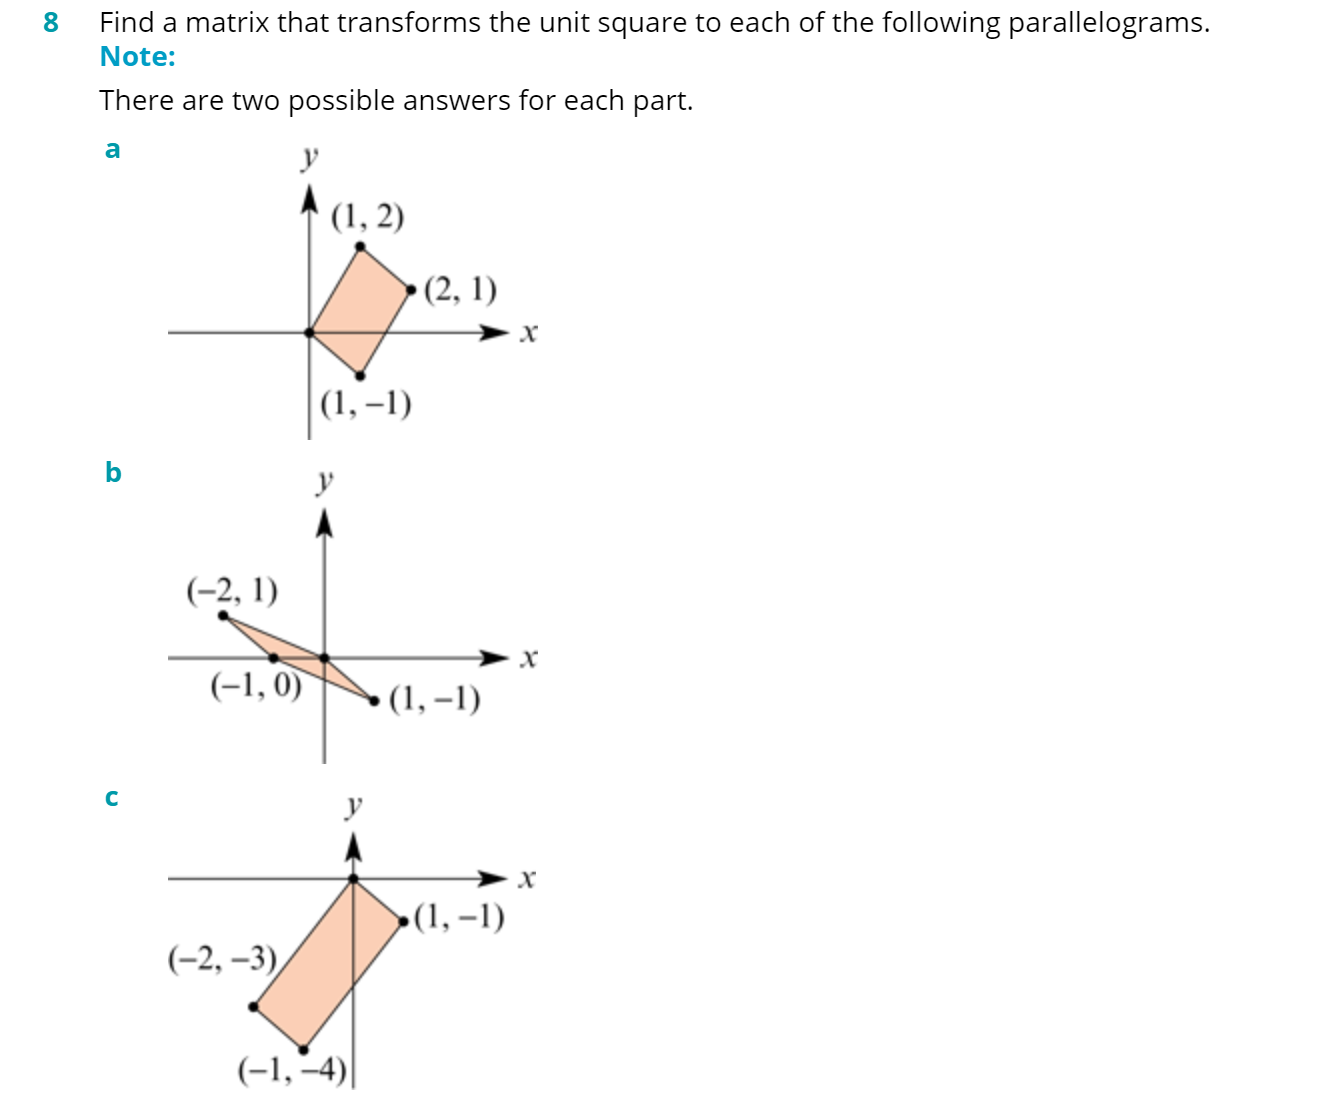 8 Find a matrix that transforms the unit square to each of the following parallelograms.
Note:
There are two possible answers for each part.
a
y
(1, 2)
(2, 1)
x
(1, –1)
b
y
(–2, 1)
x
(–1, 0)
(1, –1)
c
y
x
(1, –1)
(–2, –3)
(–1, –4)